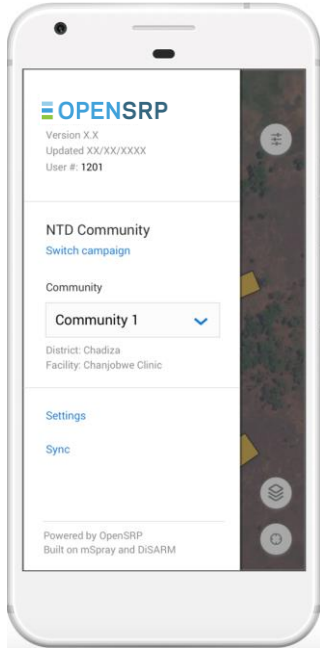 OPENSRP
Version X.X
Updated XX/XX/XXXX
User #: 1201
NTD Community
Switch campaign
Community
Community 1
District: Chadiza
Facility: Chanjobwe Clinic
Settings
Sync
Powered by OpenSRP
Built on mSpray and DiSARM